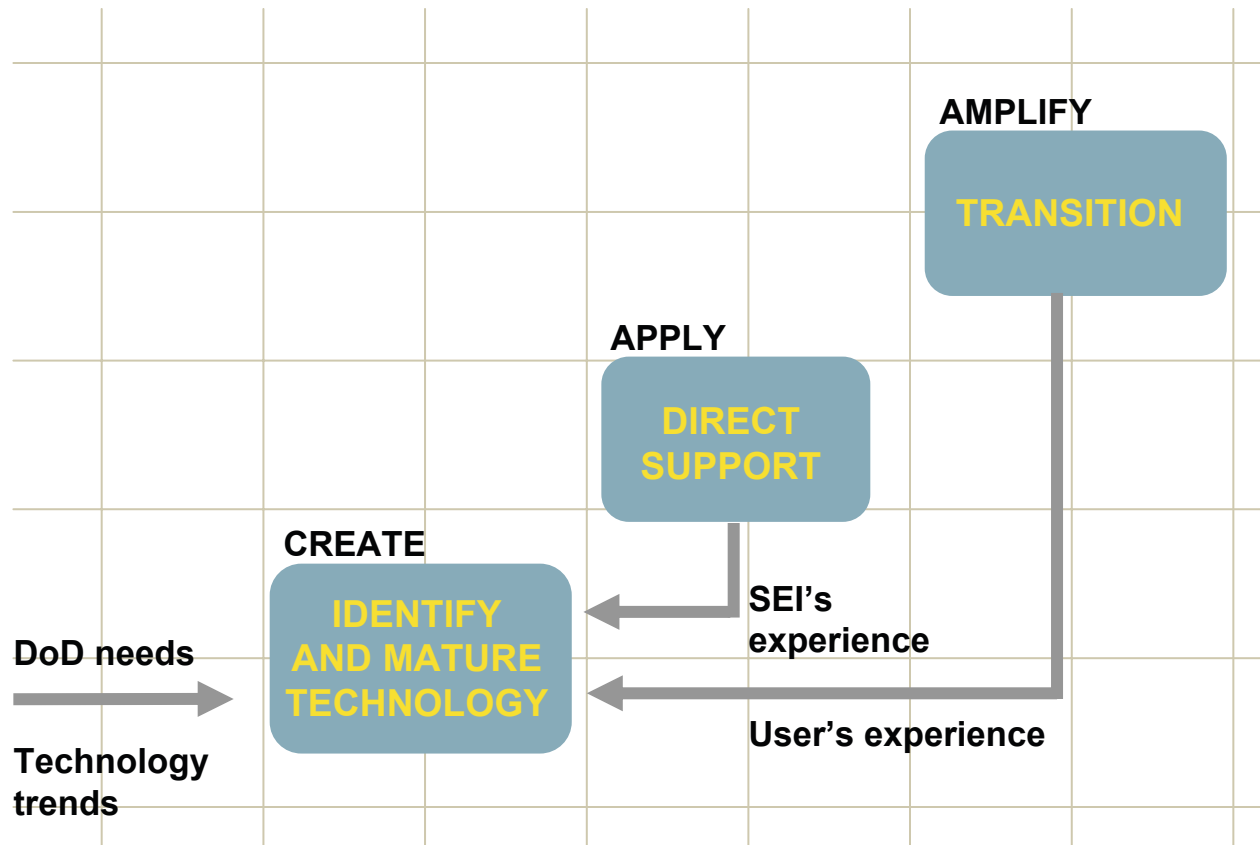 AMPLIFY
TRANSITION
APPLY
DIRECT
SUPPORT
CREATE
IDENTIFY
AND MATURE
TECHNOLOGY
DoD needs
Technology
trends
SEI’s
experience
User’s experience